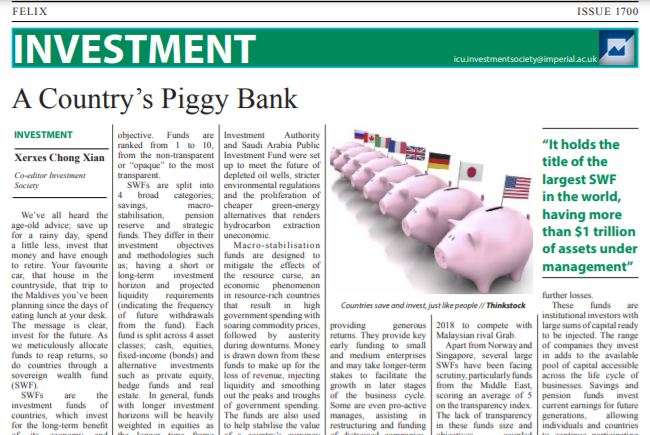 FELIX
ISSUE 1700
INVESTMENT
icu.investmentsociety@imperial.ac.uk
A Country's Piggy Bank
INVESTMENT
Xerxes Chong Xian
Co-editor Investment
Society
We've all heard the
age-old advice; save up
for a rainy day, spend
a little less, invest that
money and have enough
to retire. Your favourite
car, that house in the
countryside, that trip to
the Maldives you've been
planning since the days of
eating lunch at your desk.
The message is clear,
invest for the future. As
we meticulously allocate
funds to reap returns, so
do countries through a
sovereign wealth fund
(SWF).
SWFs are the
investment funds of
countries, which invest
for the long-term benefit
of its economy and
objective. Funds are
ranked from 1 to 10,
from the non-transparent
or "opaque" to the most
transparent.
SWFs are split into
4 broad categories;
savings, macro-
stabilisation, pension
reserve and strategic
funds. They differ in their
investment objectives
and methodologies such
as; having a short or
long-term investment
horizon and projected
liquidity requirements
(indicating the frequency
of future withdrawals
from the fund). Each
fund is split across 4 asset
classes; cash, equities,
fixed-income (bonds) and
alternative investments
such as private equity,
hedge funds and real
estate. In general, funds
with longer investment
horizons will be heavily
weighted in equities as
the longer time frame
Investment Authority
and Saudi Arabia Public
Investment Fund were set
up to meet the future of
depleted oil wells, stricter
environmental regulations
and the proliferation of
cheaper green-energy
alternatives that renders
hydrocarbon extraction
uneconomic.
Macro-stabilisation
funds are designed to
mitigate the effects of
the resource curse, an
economic phenomenon
in resource-rich countries
that result in high
government spending with
soaring commodity prices,
followed by austerity
during downturns. Money
is drawn down from these
funds to make up for the
loss of revenue, injecting
liquidity and smoothing
out the peaks and troughs
of government spending.
The funds are also used
to help stabilise the value
of a country's currency
Countries save and invest, just like people // Thinkstock
providing generous
returns. They provide key
early funding to small
and medium enterprises
and may take longer-term
stakes to facilitate the
growth in later stages
of the business cycle.
Some are even pro-active
manages, assisting in
restructuring and funding
of distressed companies
2018 to compete with
Malaysian rival Grab.
Apart from Norway and
Singapore, several large
SWFs have been facing
scrutiny, particularly funds
from the Middle East,
scoring an average of 5
on the transparency index.
The lack of transparency
in these funds size and
objectives coupled
"It holds the
title of the
largest SWF
in the world,
having more
than $1 trillion
of assets under
management"
further losses.
These funds are
institutional investors with
large sums of capital ready
to be injected. The range
of companies they invest
in adds to the available
pool of capital accessible
across the life cycle of
businesses. Savings and
pension funds invest
current earnings for future
generations, allowing
individuals and countries
to continue participating